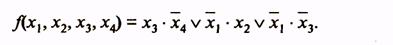 f(x₁, x₂, x₃, x₄) = x₃ · x̅₄ ∨ x̅₁ · x₂ ∨ x̅₁ · x̅₃.